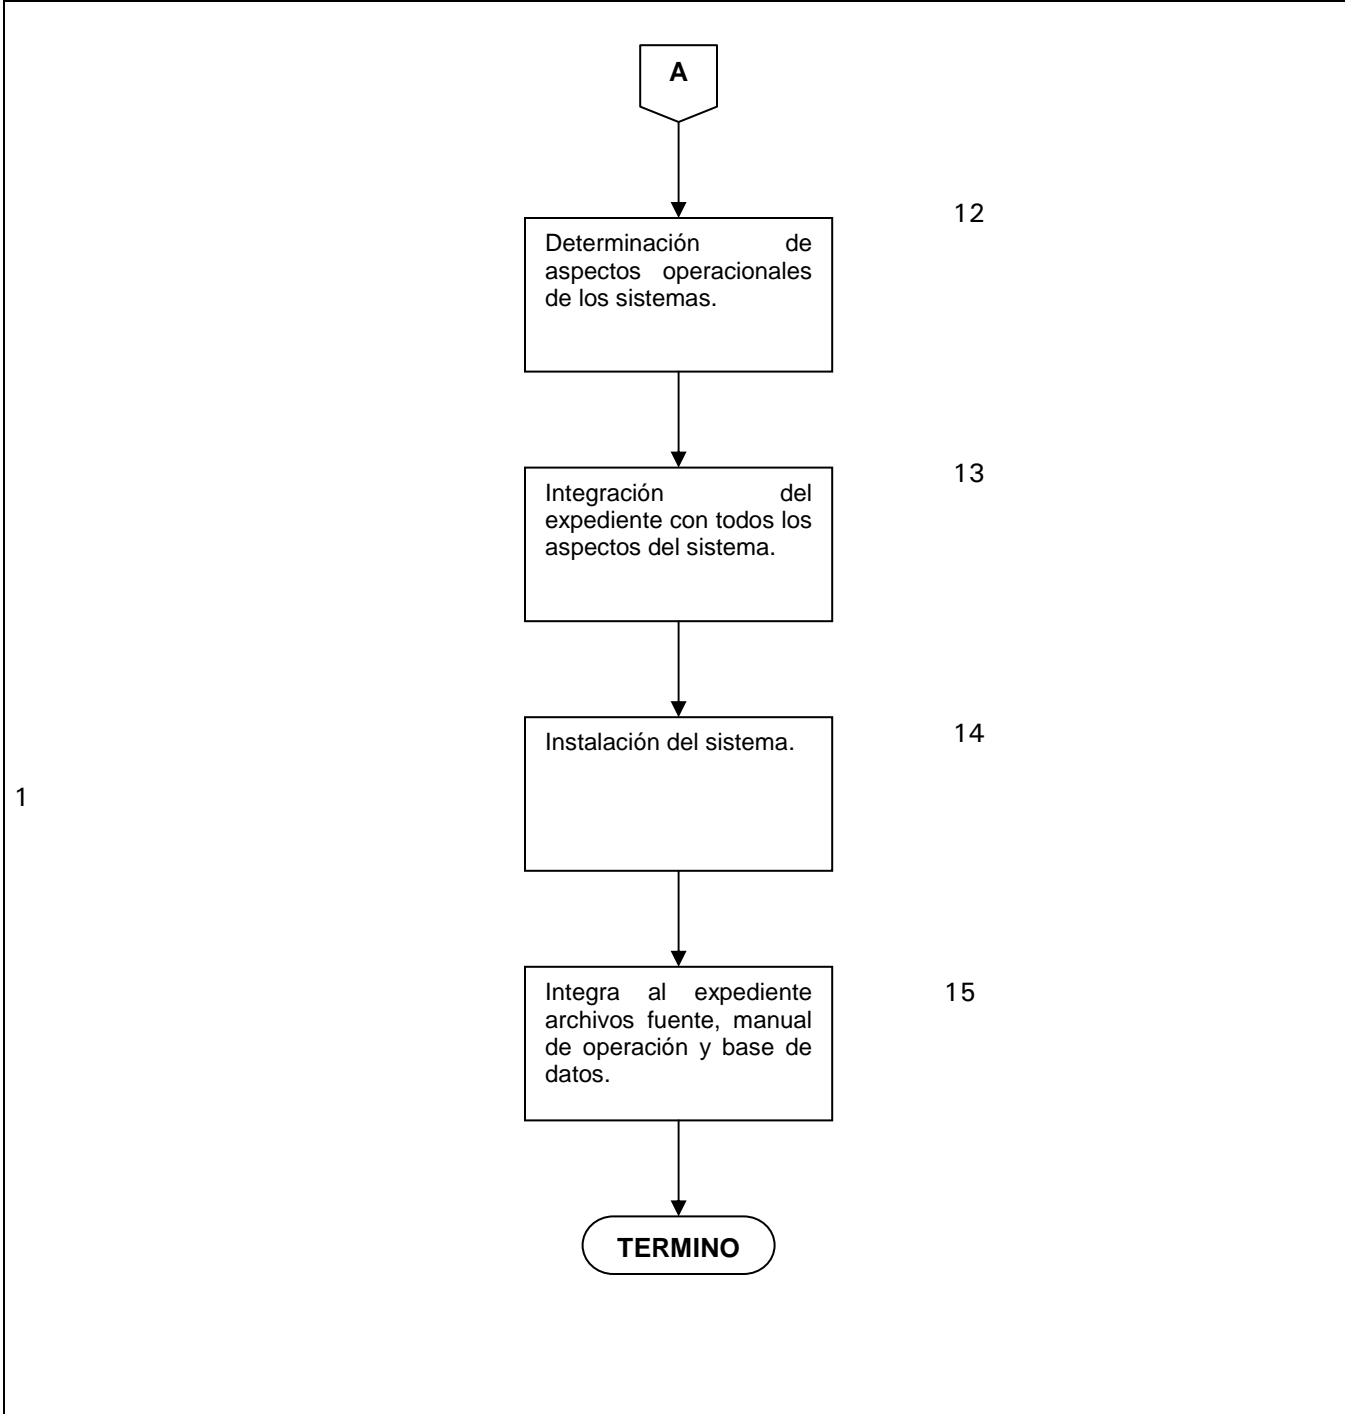 A
12
Determinación de
aspectos operacionales
de los sistemas.
13
Integración del
expediente con todos los
aspectos del sistema.
14
Instalación del sistema.
1
15
Integra al expediente
archivos fuente, manual
de operación y base de
datos.
TERMINO